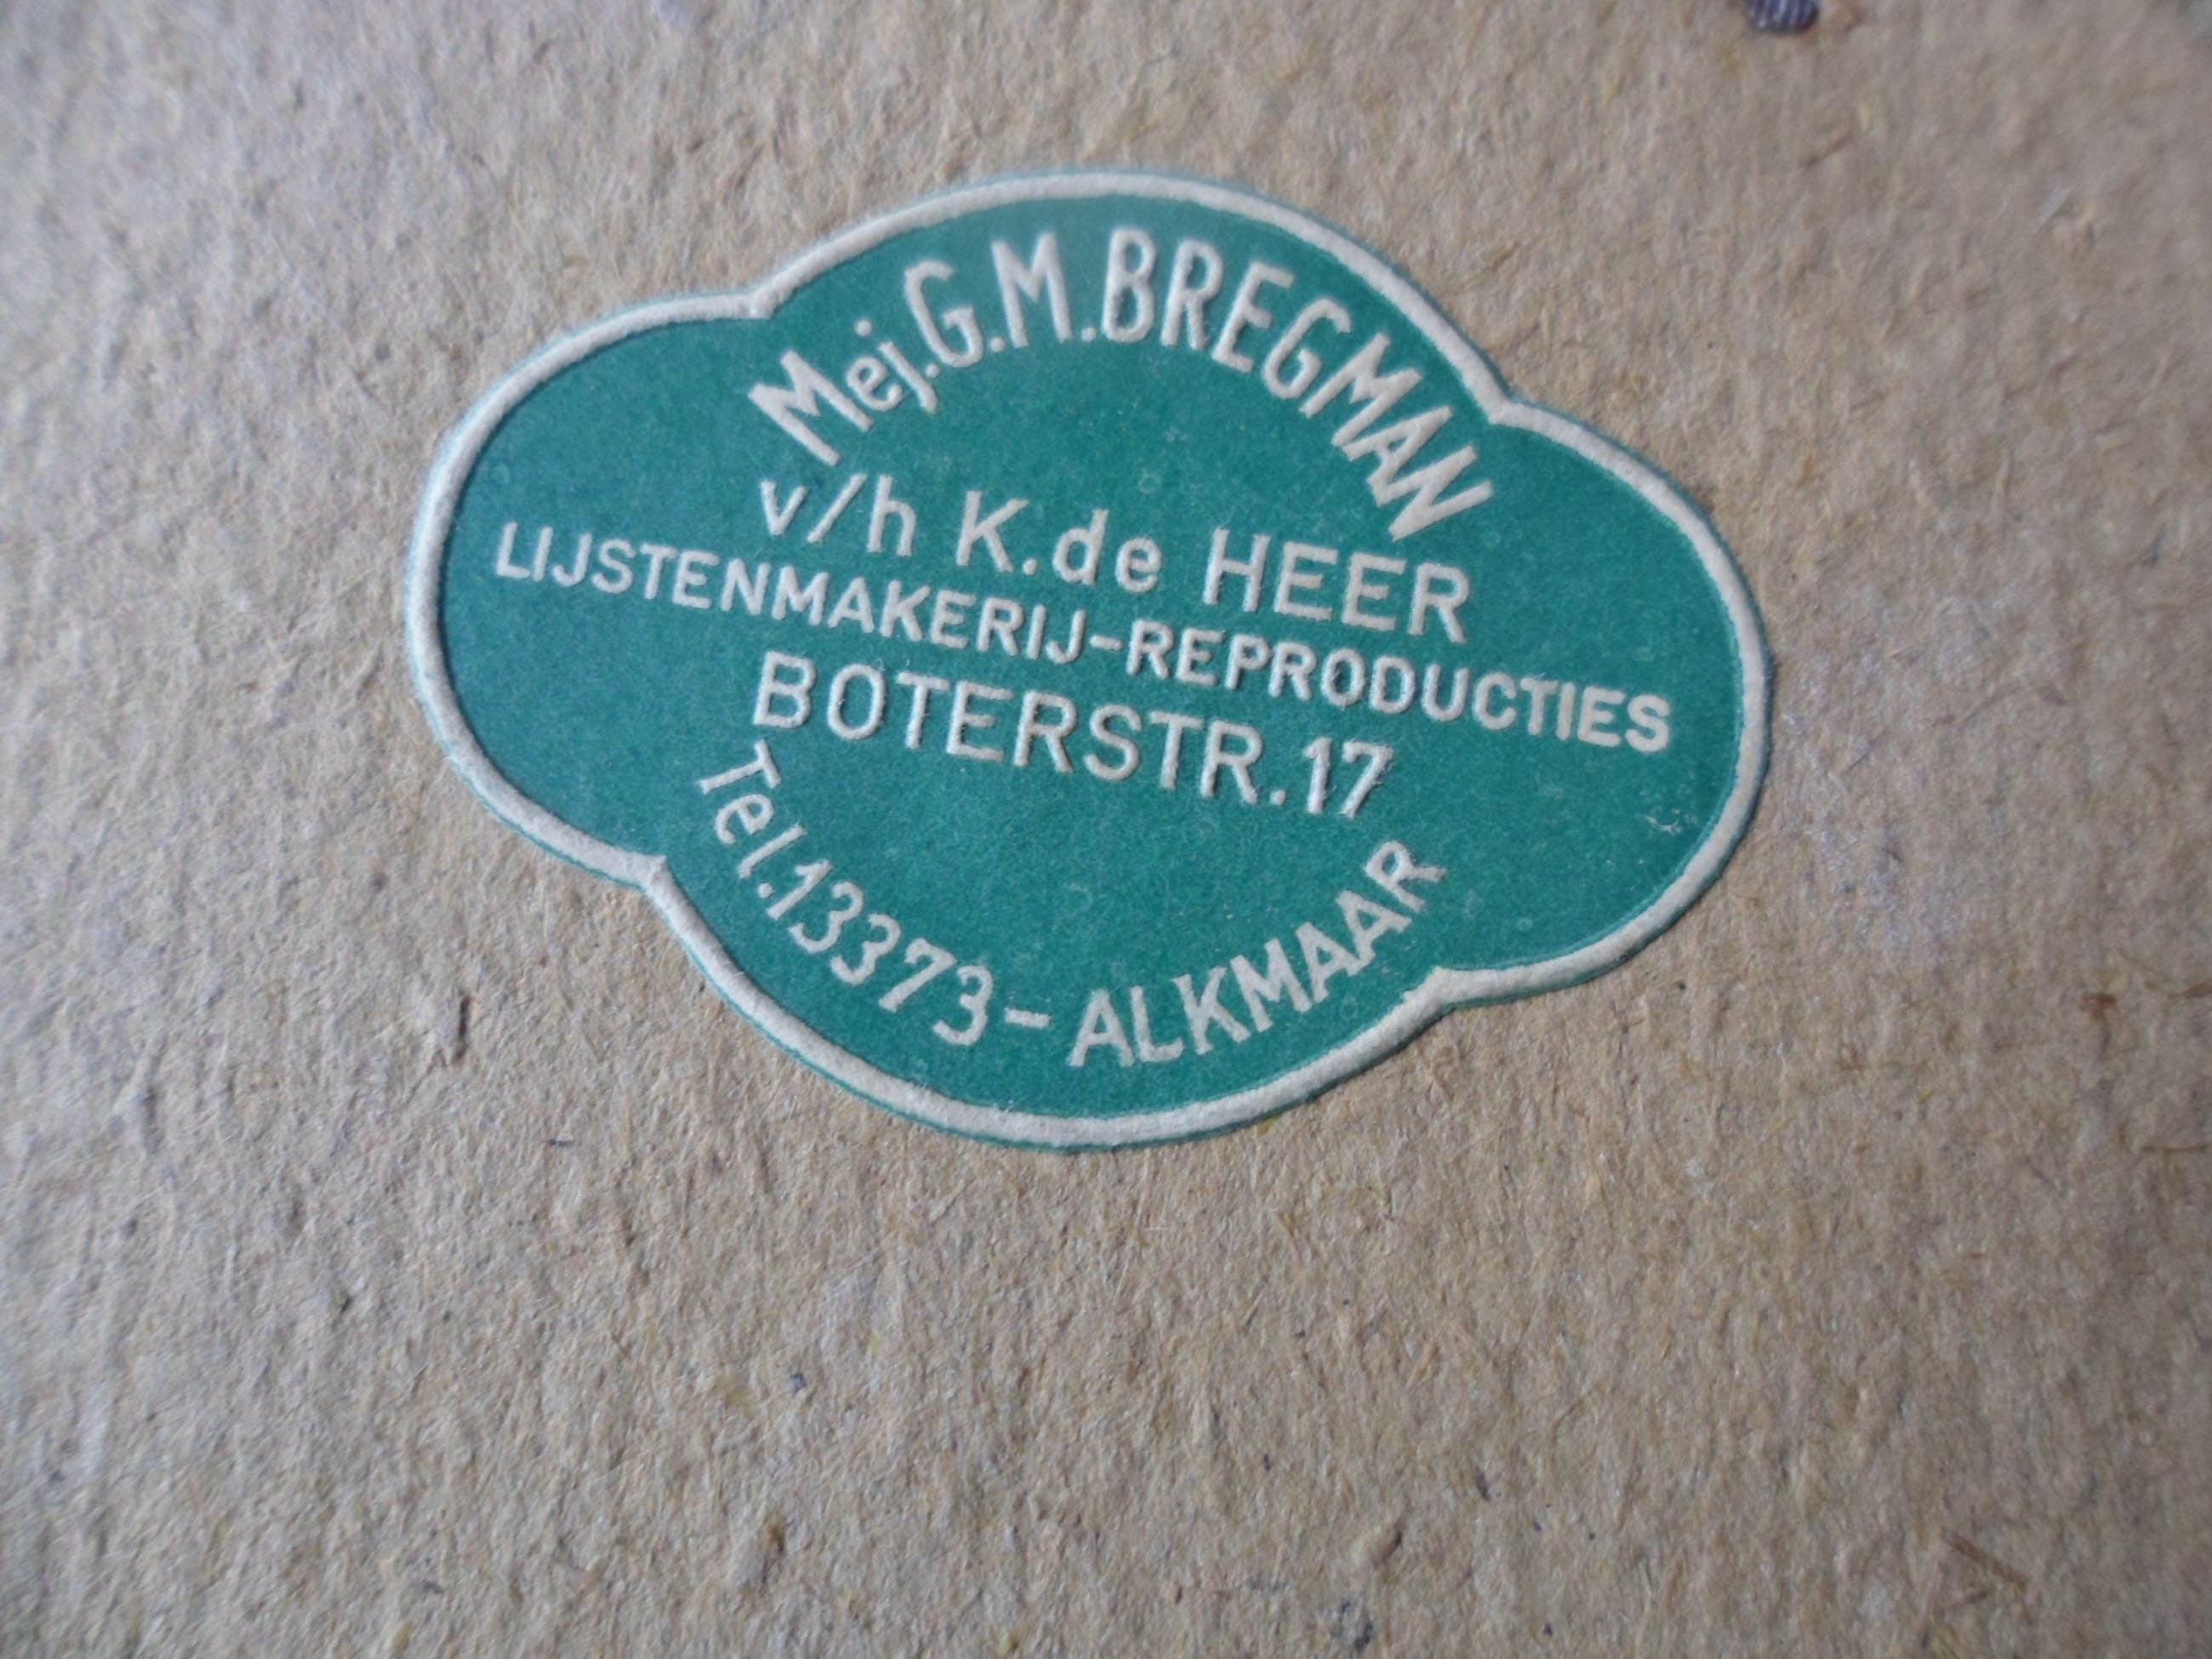 Mej. G.M. BREGMAN
v/h K. de HEER
LIJSTENMAKERIJ-REPRODUCTIES
BOTERSTR. 17
Tel. 13373 - ALKMAAR